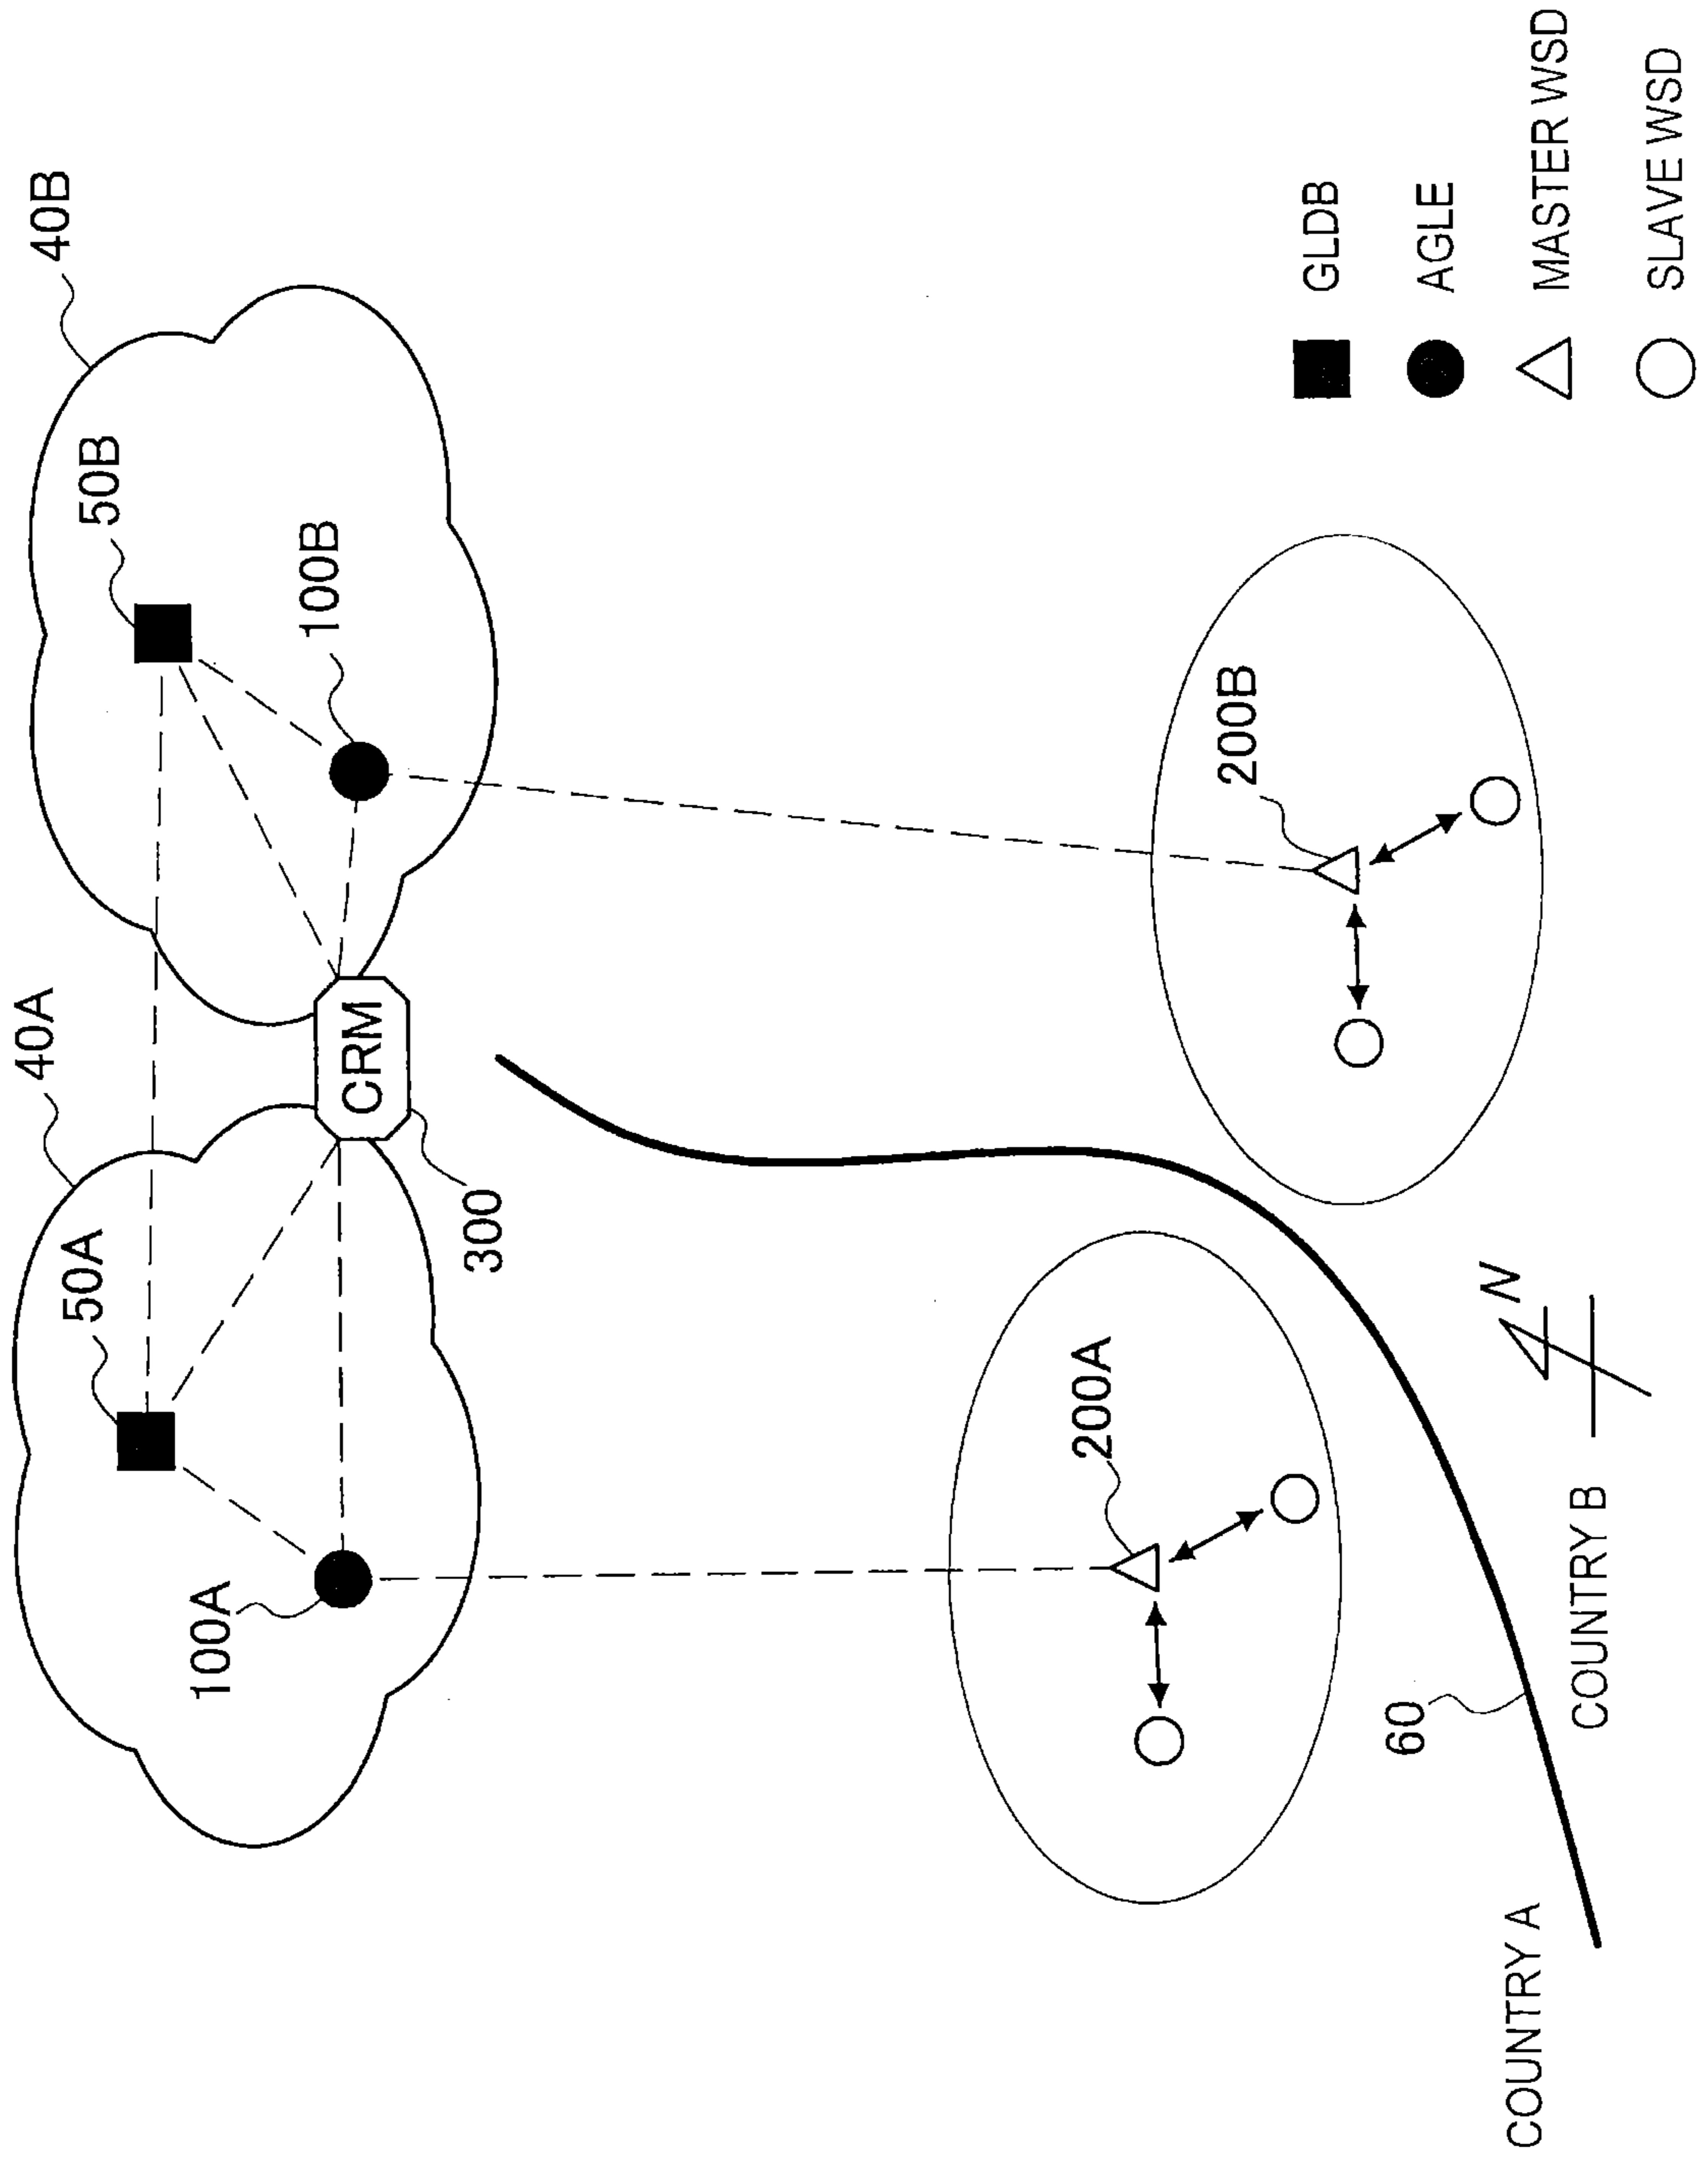 40A
40B
50A
50B
100A
100B
CRM
300
200A
200B
60
COUNTRY A
COUNTRY B
N
GLDB
AGLE
MASTER WSD
SLAVE WSD